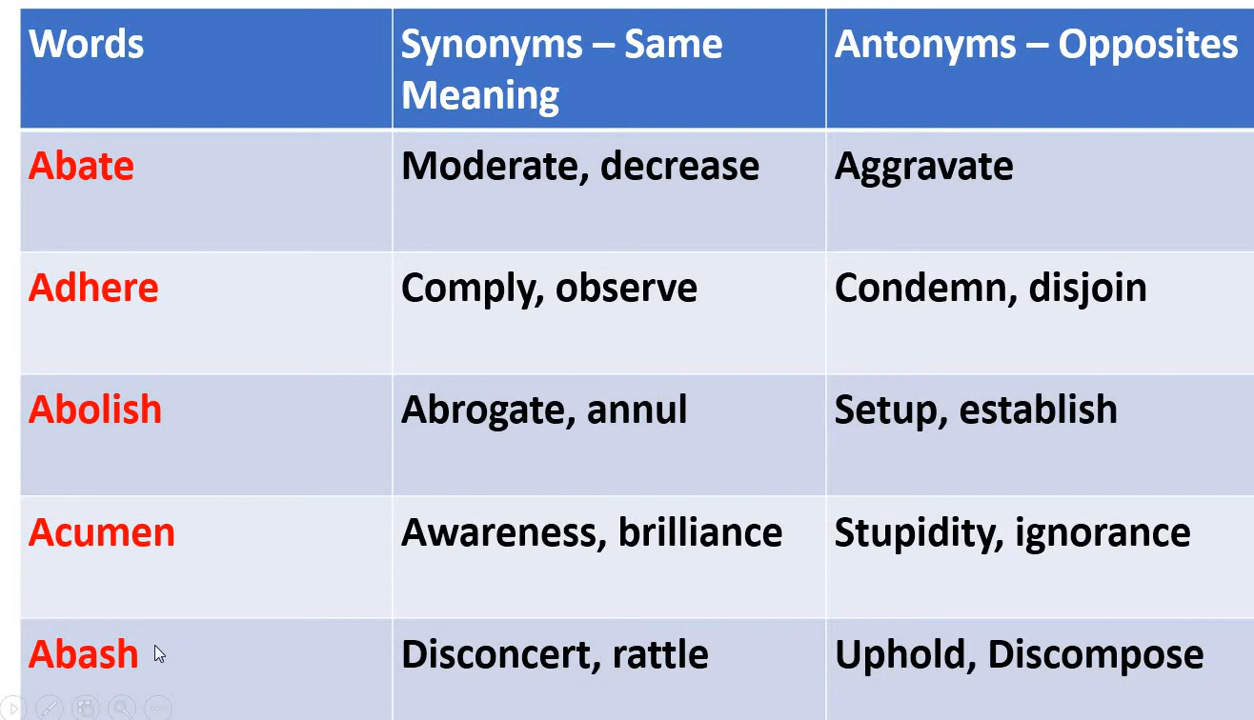 Words
Synonyms – Same
Meaning
Antonyms – Opposites
Abate
Moderate, decrease
Aggravate
Adhere
Comply, observe
Condemn, disjoin
Abolish
Abrogate, annul
Setup, establish
Acumen
Awareness, brilliance
Stupidity, ignorance
Abash
Disconcert, rattle
Uphold, Discompose